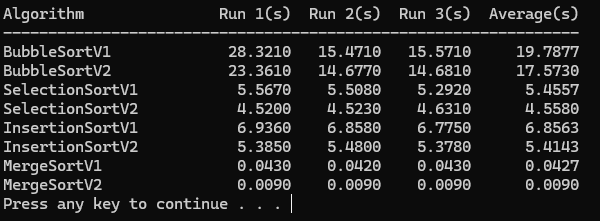 Algorithm Run 1(s) Run 2(s) Run 3(s) Average(s)
----------------------------------------------------------------
BubbleSortV1 28.3210 15.4710 15.5710 19.7877
BubbleSortV2 23.3610 14.6770 14.6810 17.5730
SelectionSortV1 5.5670 5.5080 5.2920 5.4557
SelectionSortV2 4.5200 4.5230 4.6310 4.5580
InsertionSortV1 6.9360 6.8580 6.7750 6.8563
InsertionSortV2 5.3850 5.4800 5.3780 5.4143
MergeSortV1 0.0430 0.0420 0.0430 0.0427
MergeSortV2 0.0090 0.0090 0.0090 0.0090
Press any key to continue . . .